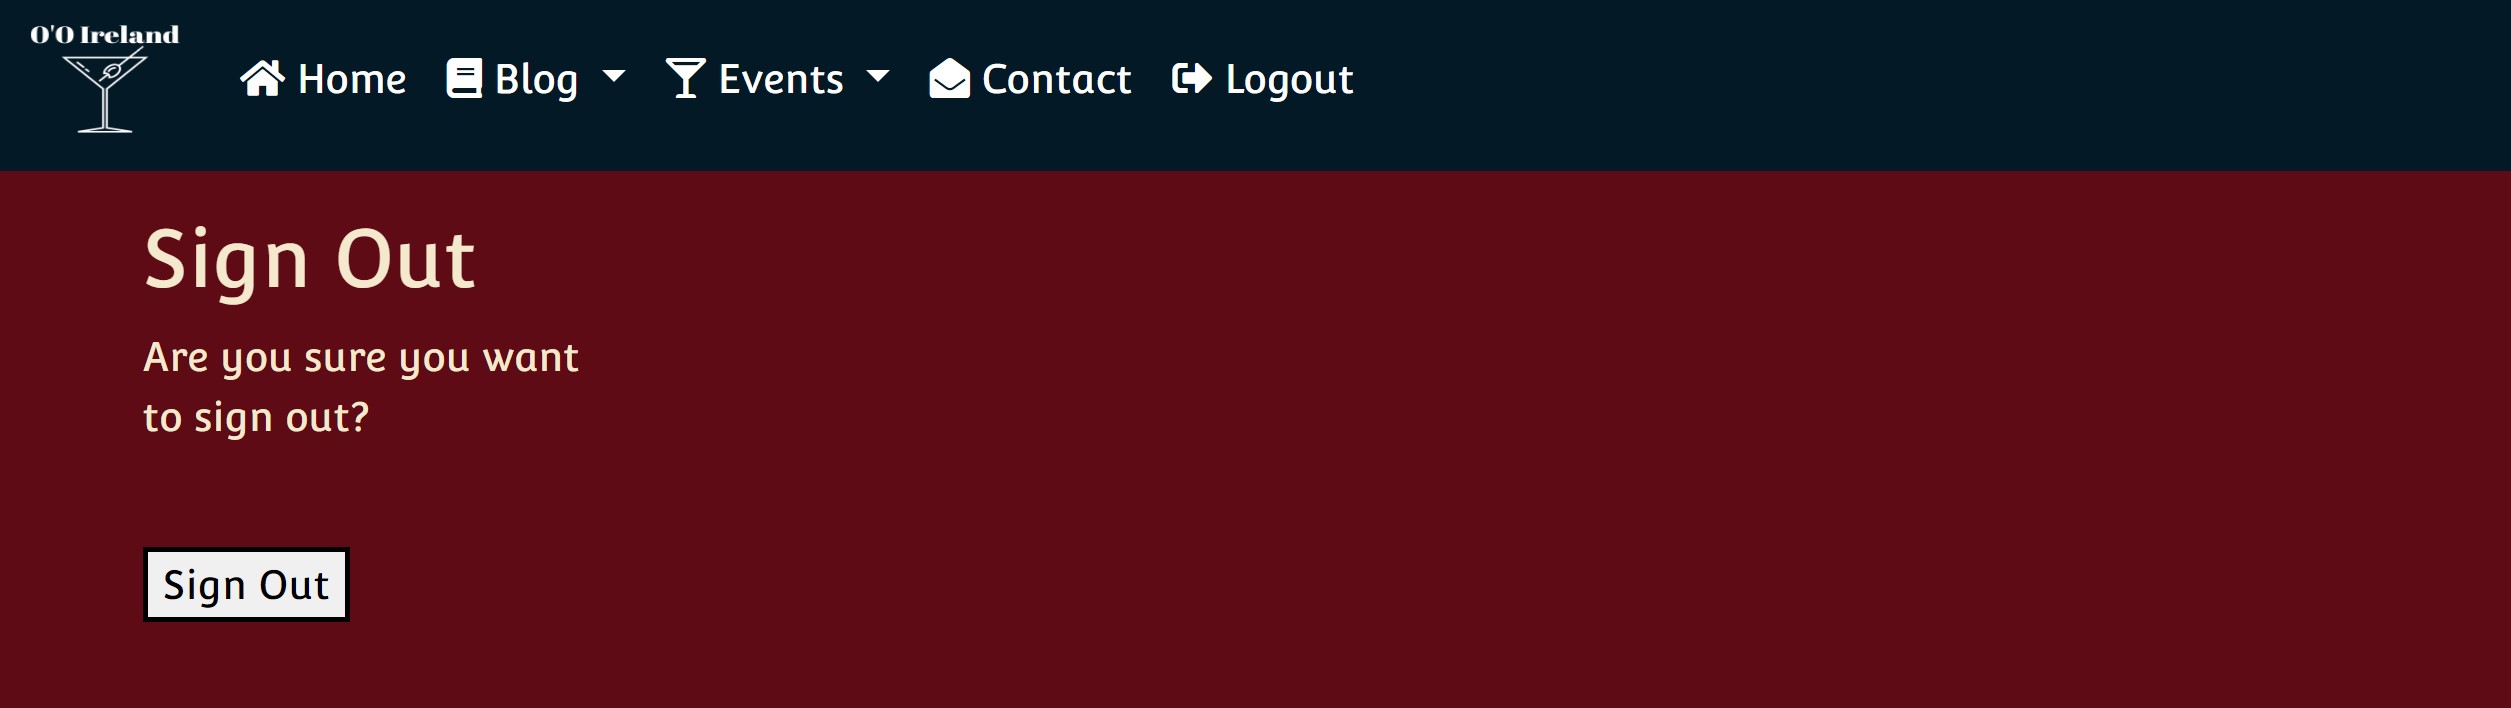 O'O Ireland
Home Blog Events Contact Logout
Sign Out
Are you sure you want
to sign out?
Sign Out